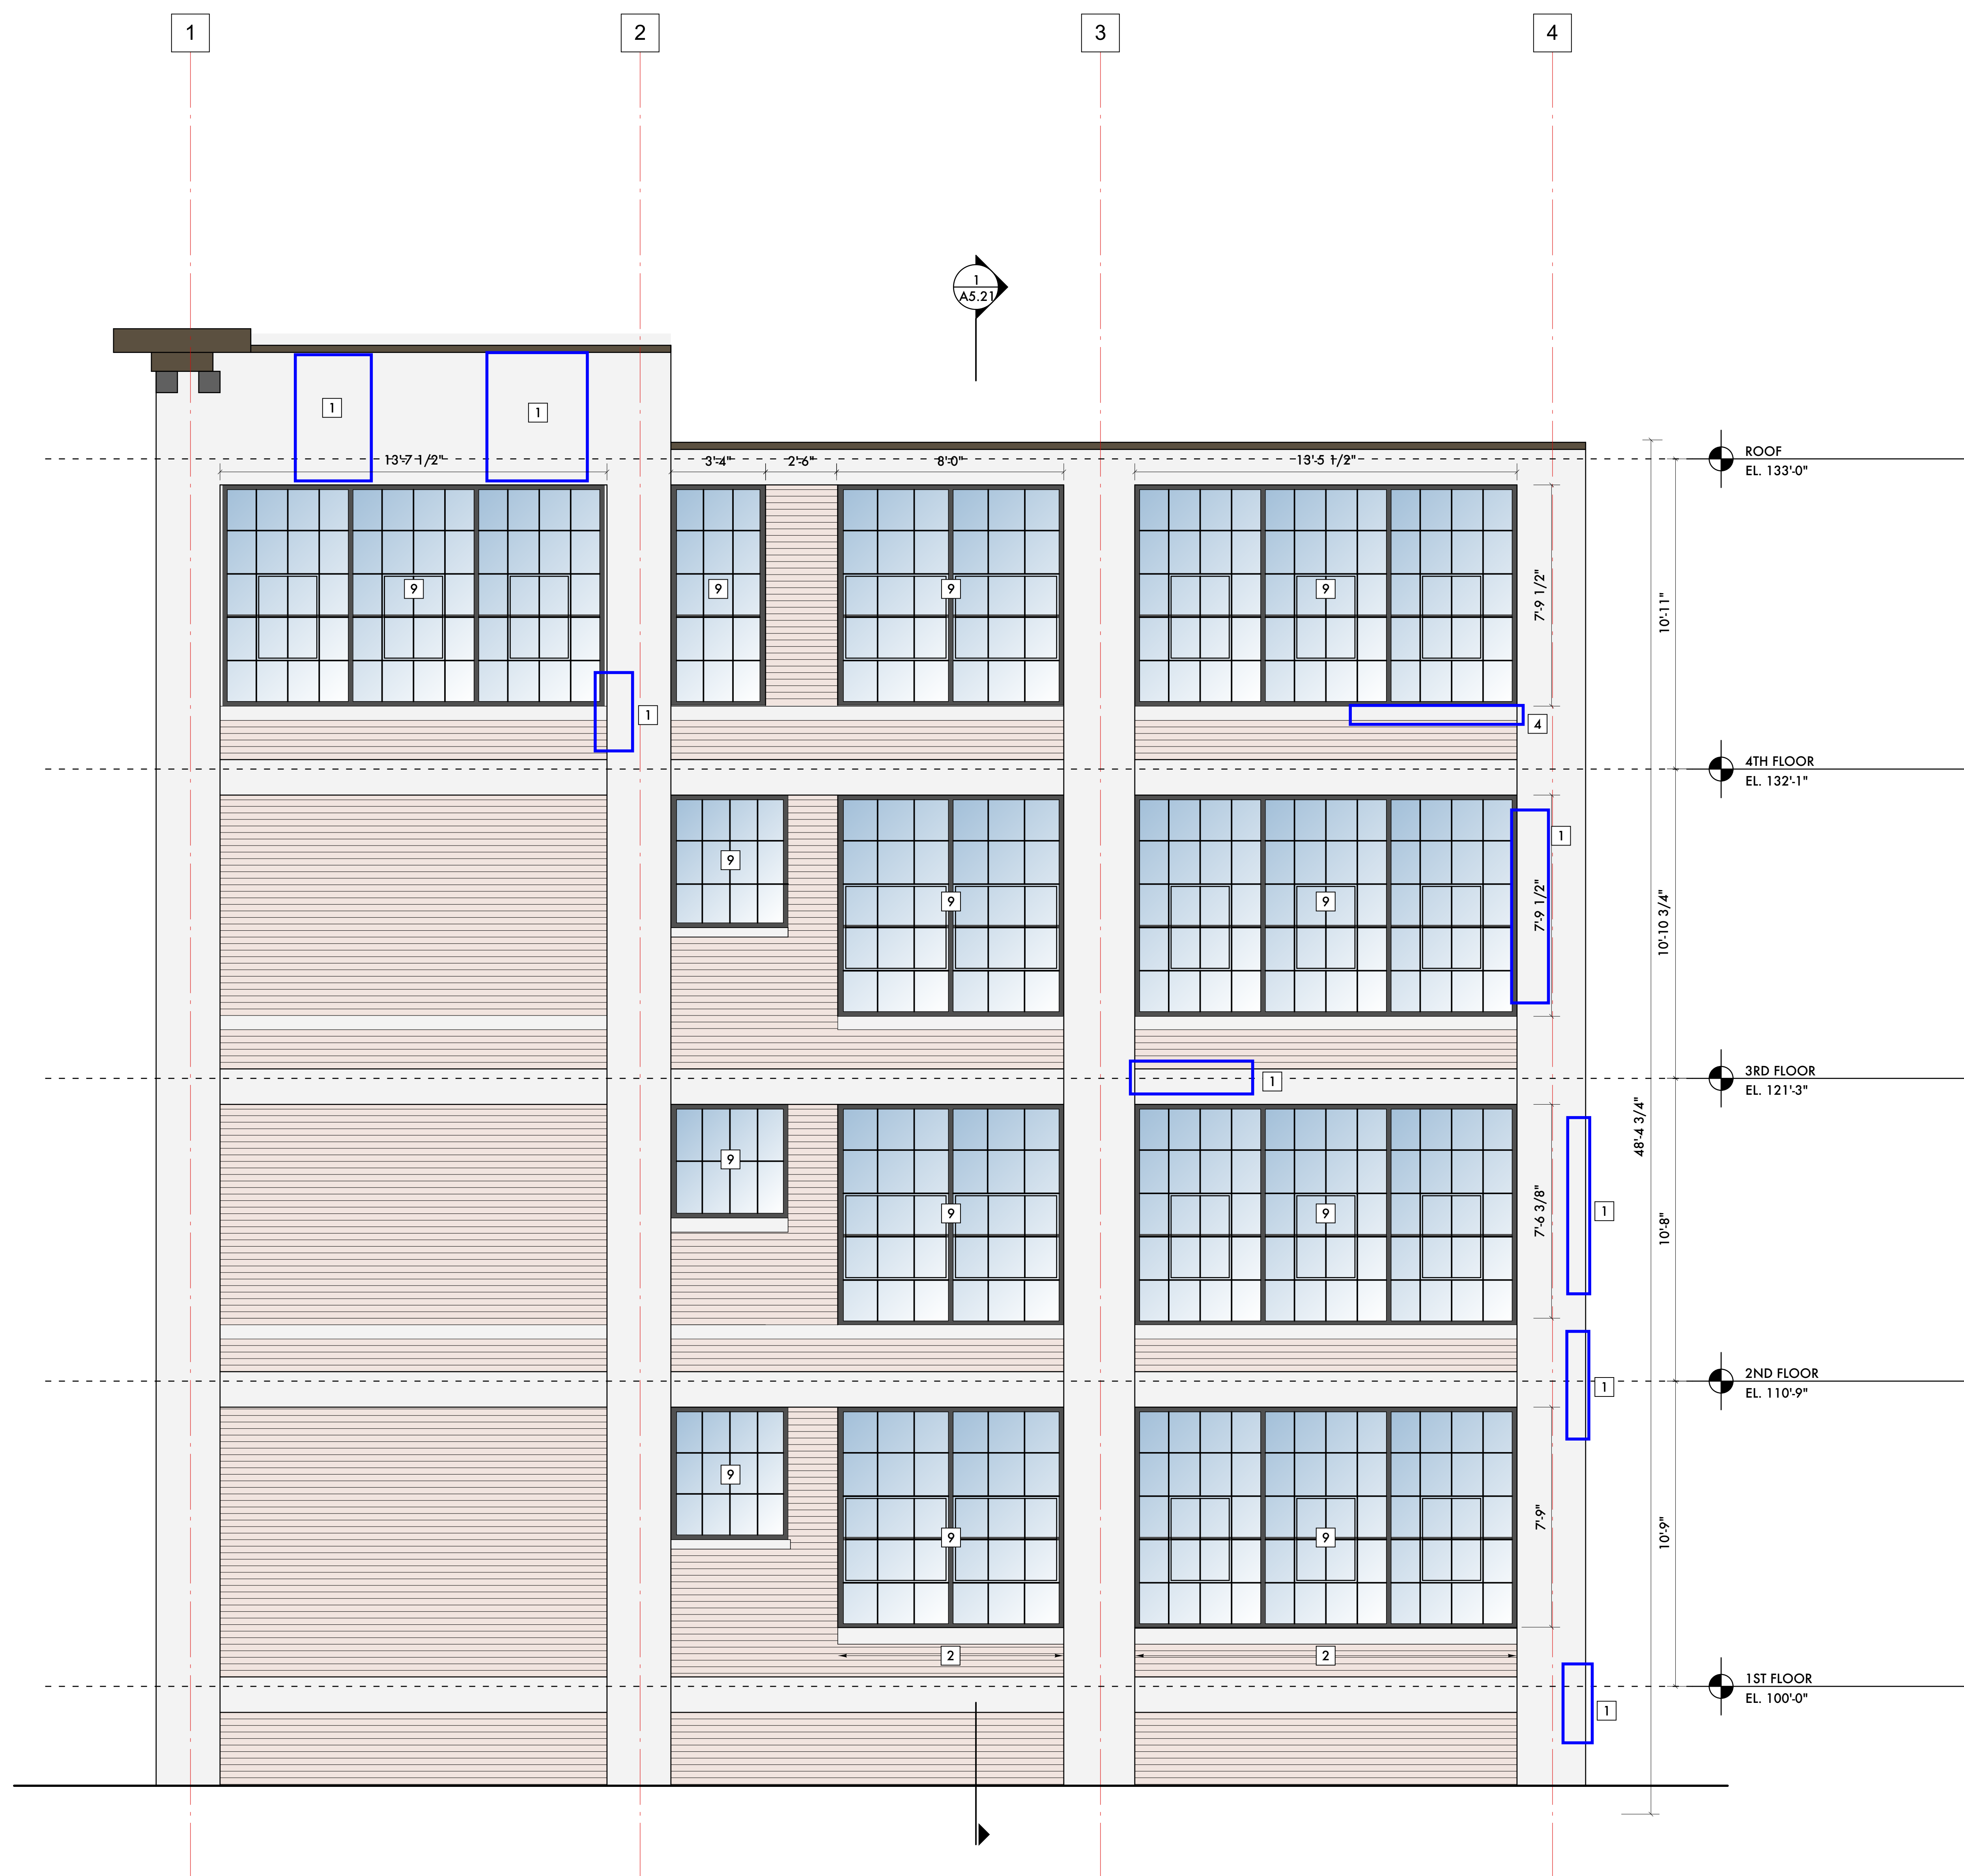 1 2 3 4
1
A5.21
1 1
13'-7 1/2" 3'-4" 2'-6" 8'-0" 13'-5 1/2"
ROOF
EL. 133'-0"
9 9 9 9 7'-9 1/2" 10'-11"
1 4
4TH FLOOR
EL. 132'-1"
1
9 9 9 7'-9 1/2" 10'-10 3/4"
1
3RD FLOOR
EL. 121'-3"
48'-4 3/4"
9 9 9 7'-6 3/8" 1 10'-8"
2ND FLOOR
EL. 110'-9"
1
9 9 9 7'-9" 10'-9"
2 2
1ST FLOOR
EL. 100'-0"
1